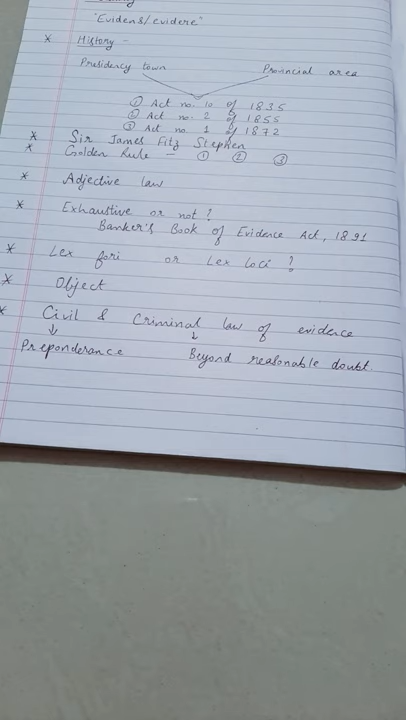 "Evidens/evidere"
* History -
Presidency town Provincial area
① Act no. 10 of 1835
② Act no. 2 of 1855
③ Act no. 1 of 1872
* Sir James Fitz Stephen
* Golden Rule - ① ② ③
* Adjective law
* Exhaustive or not?
Banker's Book of Evidence Act, 1891
* Lex fori or Lex loci?
* Object
* Civil & Criminal law of evidence
↓ ↓
Preponderance Beyond reasonable doubt.